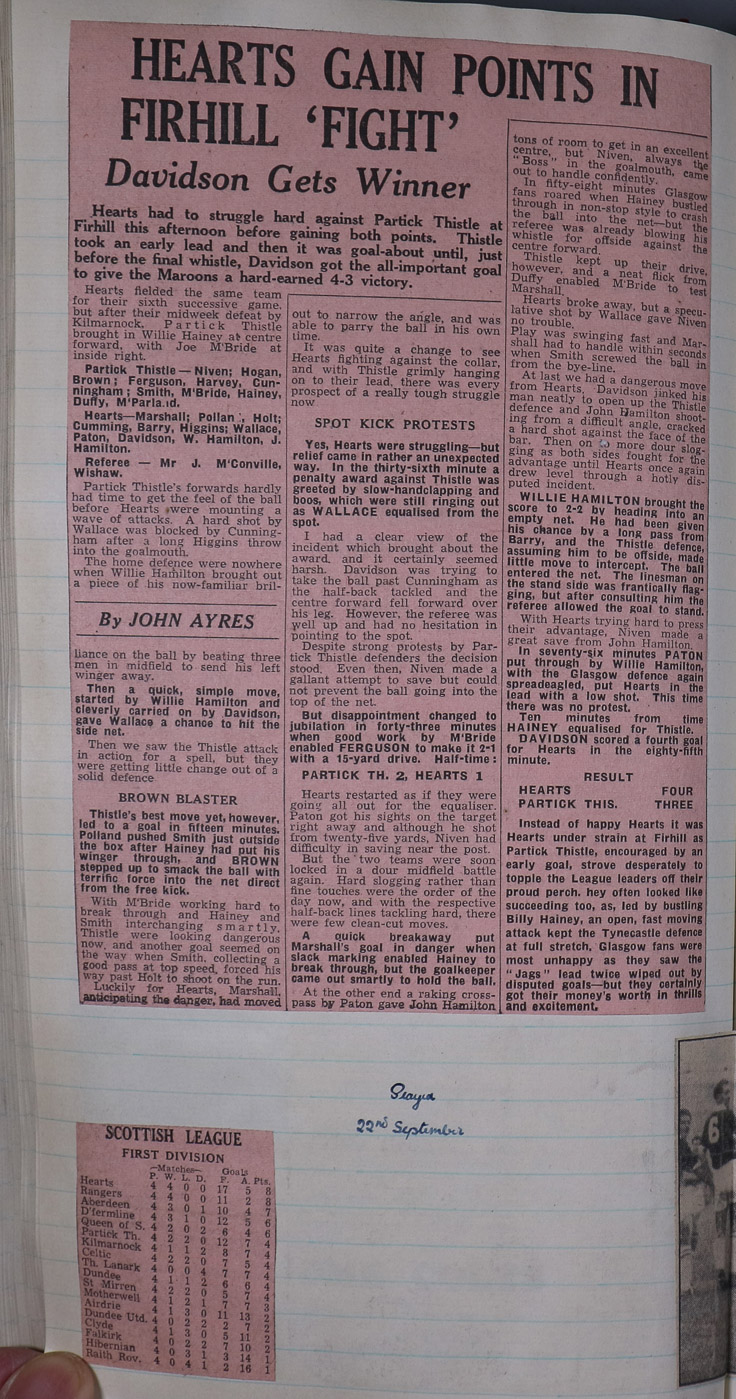 HEARTS GAIN POINTS IN
FIRHILL ‘FIGHT’
Davidson Gets Winner
Hearts had to struggle hard against Partick Thistle at
Firhill this afternoon before gaining both points. Thistle
took an early lead and then it was goal-about until, just
before the final whistle, Davidson got the all-important goal
to give the Maroons a hard-earned 4-3 victory.
Hearts fielded the same team
for their sixth successive game,
but after their midweek defeat by
Kilmarnock, Partick Thistle
brought in Willie Hainey at centre
forward, with Joe M'Bride at
inside right.
Partick Thistle — Niven; Hogan,
Brown; Ferguson, Harvey, Cun-
ningham; Smith, M'Bride, Hainey,
Duffy, M'Parla.id.
Hearts—Marshall; Pollan , Holt;
Cumming, Barry, Higgins; Wallace,
Paton, Davidson, W. Hamilton, J.
Hamilton.
Referee — Mr J. M'Conville,
Wishaw.
Partick Thistle's forwards hardly
had time to get the feel of the ball
before Hearts were mounting a
wave of attacks. A hard shot by
Wallace was blocked by Cunning-
ham after a long Higgins throw
into the goalmouth.
The home defence were nowhere
when Willie Hamilton brought out
a piece of his now-familiar bril-
By JOHN AYRES
liance on the ball by beating three
men in midfield to send his left
winger away.
Then a quick, simple move,
started by Willie Hamilton and
cleverly carried on by Davidson,
gave Wallace a chance to hit the
side net.
Then we saw the Thistle attack
in action for a spell, but they
were getting little change out of a
solid defence
BROWN BLASTER
Thistle's best move yet, however,
led to a goal in fifteen minutes.
Polland pushed Smith just outside
the box after Hainey had put his
winger through, and BROWN
stepped up to smack the ball with
terrific force into the net direct
from the free kick.
With M'Bride working hard to
break through and Hainey and
Smith interchanging smartly,
Thistle were looking dangerous
now, and another goal seemed on
the way when Smith, collecting a
good pass at top speed, forced his
way past Holt to shoot on the run.
Luckily for Hearts, Marshall,
anticipating the danger, had moved
out to narrow the angle, and was
able to parry the ball in his own
time.
It was quite a change to see
Hearts fighting against the collar,
and with Thistle grimly hanging
on to their lead, there was every
prospect of a really tough struggle
now
SPOT KICK PROTESTS
Yes, Hearts were struggling—but
relief came in rather an unexpected
way. In the thirty-sixth minute a
penalty award against Thistle was
greeted by slow-handclapping and
boos, which were still ringing out
as WALLACE equalised from the
spot.
I had a clear view of the
incident which brought about the
award, and it certainly seemed
harsh. Davidson was trying to
take the ball past Cunningham as
the half-back tackled and the
centre forward fell forward over
his leg. However, the referee was
well up and had no hesitation in
pointing to the spot.
Despite strong protests by Par-
tick Thistle defenders the decision
stood. Even then, Niven made a
gallant attempt to save but could
not prevent the ball going into the
top of the net.
But disappointment changed to
jubilation in forty-three minutes
when good work by M'Bride
enabled FERGUSON to make it 2-1
with a 15-yard drive. Half-time:
PARTICK TH. 2, HEARTS 1
Hearts restarted as if they were
going all out for the equaliser.
Paton got his sights on the target
right away and although he shot
from twenty-five yards, Niven had
difficulty in saving near the post.
But the two teams were soon
locked in a dour midfield battle
again. Hard slogging rather than
fine touches were the order of the
day now, and with the respective
half-back lines tackling hard, there
were few clean-cut moves.
A quick breakaway put
Marshall's goal in danger when
slack marking enabled Hainey to
break through, but the goalkeeper
came out smartly to hold the ball.
At the other end a raking cross-
pass by Paton gave John Hamilton
tons of room to get in an excellent
centre, but Niven, always the
“Boss” in the goalmouth, came
out to handle confidently.
In fifty-eight minutes Glasgow
fans roared when Hainey bustled
through in non-stop style to crash
the ball into the net—but the
referee was already blowing his
whistle for offside against the
centre forward.
Thistle kept up their drive,
however, and a neat flick from
Duffy enabled M'Bride to test
Marshall.
Hearts broke away, but a specu-
lative shot by Wallace gave Niven
no trouble.
Play was swinging fast and Mar-
shall had to handle within seconds
when Smith screwed the ball in
from the bye-line.
At last we had a dangerous move
from Hearts. Davidson jinked his
man neatly to open up the Thistle
defence and John Hamilton shoot-
ing from a difficult angle, cracked
a hard shot against the face of the
bar. Then on more dour slog-
ging as both sides fought for the
advantage until Hearts once again
drew level through a hotly dis-
puted incident.
WILLIE HAMILTON brought the
score to 2-2 by heading into an
empty net. He had been given
his chance by a long pass from
Barry, and the Thistle defence,
assuming him to be offside, made
little move to intercept. The ball
entered the net. The linesman on
the stand side was frantically flag-
ging, but after consulting him the
referee allowed the goal to stand.
With Hearts trying to press
their advantage, Niven made a
great save from John Hamilton.
In seventy-six minutes PATON
put through by Willie Hamilton,
with the Glasgow defence again
spreadeagled, put Hearts in the
lead with a low shot. This time
there was no protest.
Ten minutes from time
HAINEY equalised for Thistle.
DAVIDSON scored a fourth goal
for Hearts in the eighty-fifth
minute.
RESULT
HEARTS FOUR
PARTICK THIS. THREE
Instead of happy Hearts it was
Hearts under strain at Firhill as
Partick Thistle, encouraged by an
early goal, strove desperately to
topple the League leaders off their
proud perch. hey often looked like
succeeding too, as, led by bustling
Billy Hainey, an open, fast moving
attack kept the Tynecastle defence
at full stretch. Glasgow fans were
most unhappy as they saw the
“Jags” lead twice wiped out by
disputed goals—but they certainly
got their money's worth in thrills
and excitement.
Played
22nd September
SCOTTISH LEAGUE
FIRST DIVISION
—Matches— Goals
P. W. L. D. F. A. Pts.
Hearts 4 4 0 0 17 5 8
Rangers 4 4 0 0 11 2 8
Aberdeen 4 3 0 1 10 4 7
D'fermline 4 3 1 0 12 5 6
Queen of S. 4 2 0 2 6 4 6
Partick Th. 4 2 2 0 12 7 4
Kilmarnock 4 1 1 2 8 7 4
Celtic 4 2 2 0 7 5 4
Th. Lanark 4 0 0 4 7 7 4
Dundee 4 1 1 2 6 6 4
St Mirren 4 2 2 0 5 7 4
Motherwell 4 1 2 1 7 7 3
Airdrie 4 1 3 0 11 13 2
Dundee Utd. 4 0 2 2 2 7 2
Clyde 4 1 3 0 5 11 2
Falkirk 4 0 2 2 7 10 2
Hibernian 4 0 3 1 3 14 1
Raith Rov. 4 0 4 1 2 16 1
6